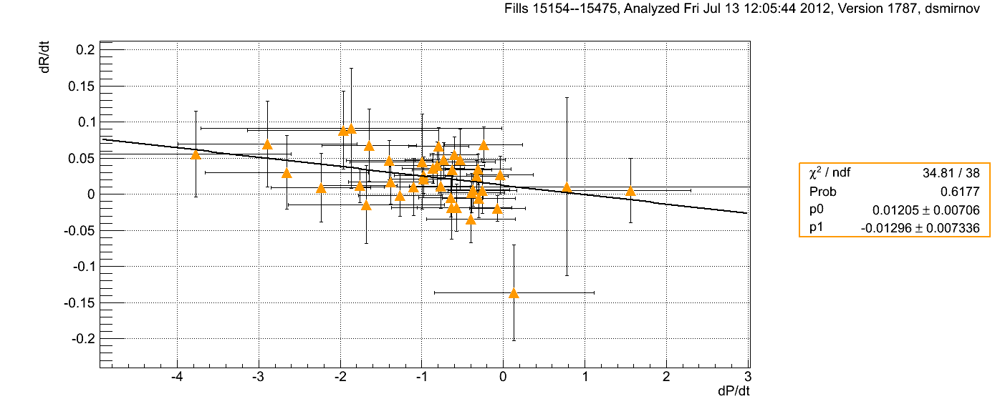 Fills 15154--15475, Analyzed Fri Jul 13 12:05:44 2012, Version 1787, dsmirnov
dR/dt
0.2
0.15
0.1
0.05
0
-0.05
-0.1
-0.15
-0.2
-4 -3 -2 -1 0 1 2 3
dP/dt
χ² / ndf 34.81 / 38
Prob 0.6177
p0 0.01205 ± 0.00706
p1 -0.01296 ± 0.007336